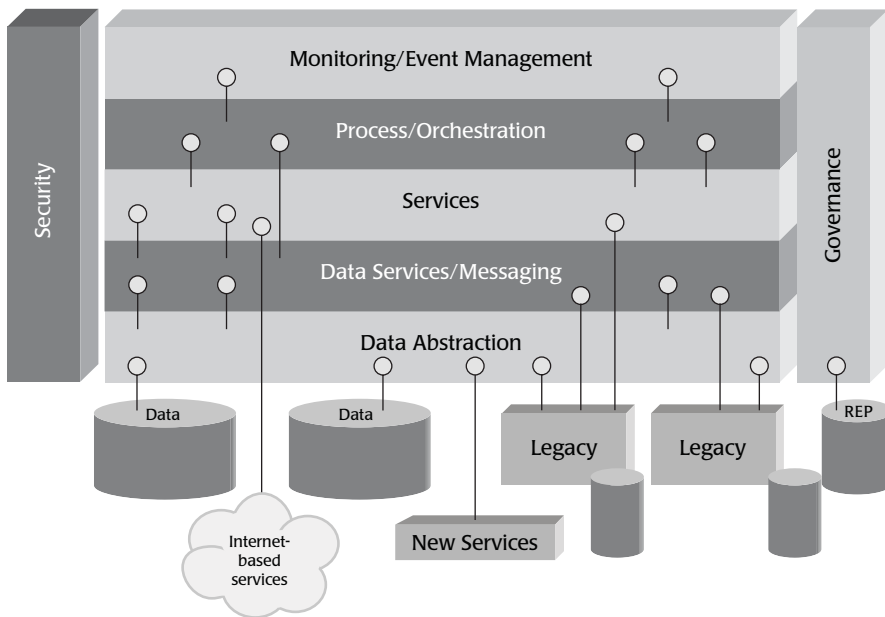 Monitoring/Event Management
Process/Orchestration
Services
Data Services/Messaging
Data Abstraction
Security
Governance
Data
Data
Legacy
Legacy
REP
New Services
Internet-
based
services